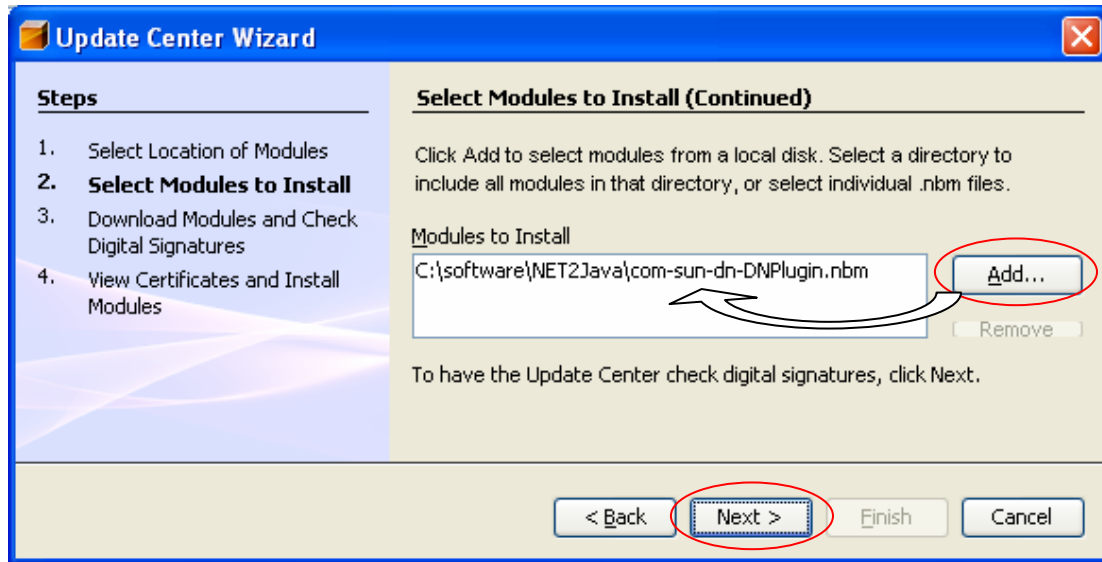 Update Center Wizard
Steps
1. Select Location of Modules
2. Select Modules to Install
3. Download Modules and Check
Digital Signatures
4. View Certificates and Install
Modules
Select Modules to Install (Continued)
Click Add to select modules from a local disk. Select a directory to
include all modules in that directory, or select individual .nbm files.
Modules to Install
C:\software\NET2Java\com-sun-dn-DNPlugin.nbm
Add...
Remove
To have the Update Center check digital signatures, click Next.
< Back Next > Finish Cancel